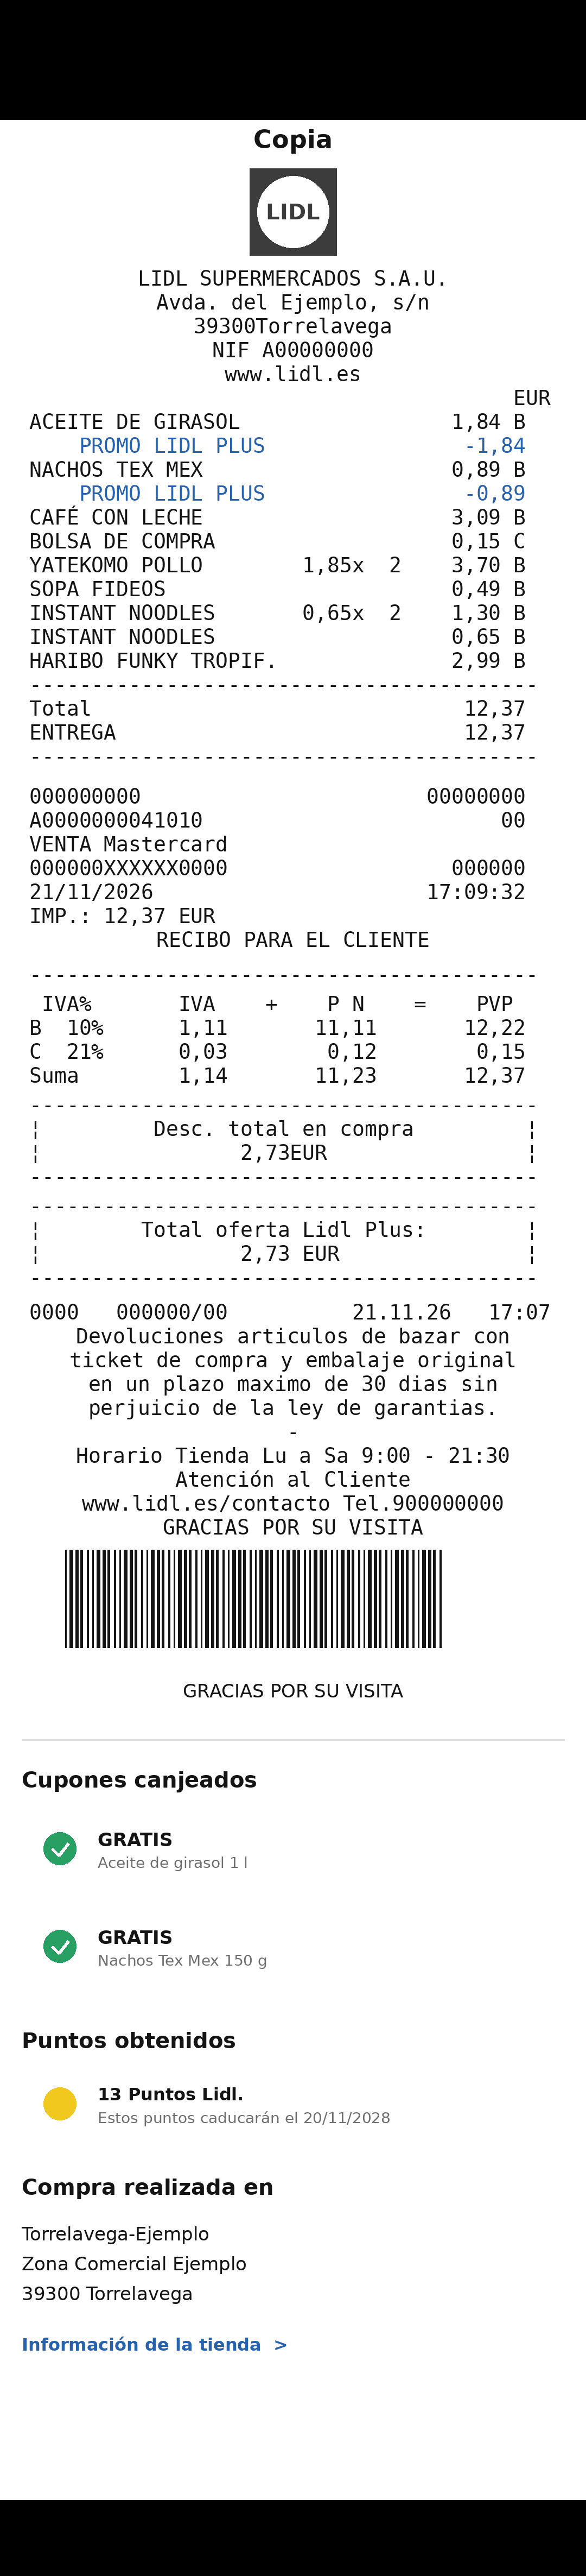 Copia
LIDL
LIDL SUPERMERCADOS S.A.U.
Avda. del Ejemplo, s/n
39300Torrelavega
NIF A00000000
www.lidl.es
EUR
ACEITE DE GIRASOL 1,84 B
PROMO LIDL PLUS -1,84
NACHOS TEX MEX 0,89 B
PROMO LIDL PLUS -0,89
CAFÉ CON LECHE 3,09 B
BOLSA DE COMPRA 0,15 C
YATEKOMO POLLO 1,85x 2 3,70 B
SOPA FIDEOS 0,49 B
INSTANT NOODLES 0,65x 2 1,30 B
INSTANT NOODLES 0,65 B
HARIBO FUNKY TROPIF. 2,99 B
-----------------------------------------
Total 12,37
ENTREGA 12,37
-----------------------------------------
000000000 00000000
A0000000041010 00
VENTA Mastercard
000000XXXXXX0000 000000
21/11/2026 17:09:32
IMP.: 12,37 EUR
RECIBO PARA EL CLIENTE
-----------------------------------------
IVA% IVA + P N = PVP
B 10% 1,11 11,11 12,22
C 21% 0,03 0,12 0,15
Suma 1,14 11,23 12,37
-----------------------------------------
¦ Desc. total en compra ¦
¦ 2,73EUR ¦
-----------------------------------------
-----------------------------------------
¦ Total oferta Lidl Plus: ¦
¦ 2,73 EUR ¦
-----------------------------------------
0000 000000/00 21.11.26 17:07
Devoluciones articulos de bazar con
ticket de compra y embalaje original
en un plazo maximo de 30 dias sin
perjuicio de la ley de garantias.
-
Horario Tienda Lu a Sa 9:00 - 21:30
Atención al Cliente
www.lidl.es/contacto Tel.900000000
GRACIAS POR SU VISITA
GRACIAS POR SU VISITA
Cupones canjeados
GRATIS
Aceite de girasol 1 l
GRATIS
Nachos Tex Mex 150 g
Puntos obtenidos
13 Puntos Lidl.
Estos puntos caducarán el 20/11/2028
Compra realizada en
Torrelavega-Ejemplo
Zona Comercial Ejemplo
39300 Torrelavega
Información de la tienda >